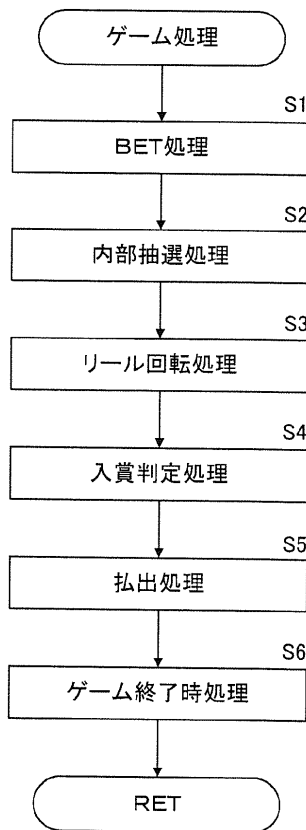 ゲーム処理
S1
BET処理
S2
内部抽選処理
S3
リール回転処理
S4
入賞判定処理
S5
払出処理
S6
ゲーム終了時処理
RET